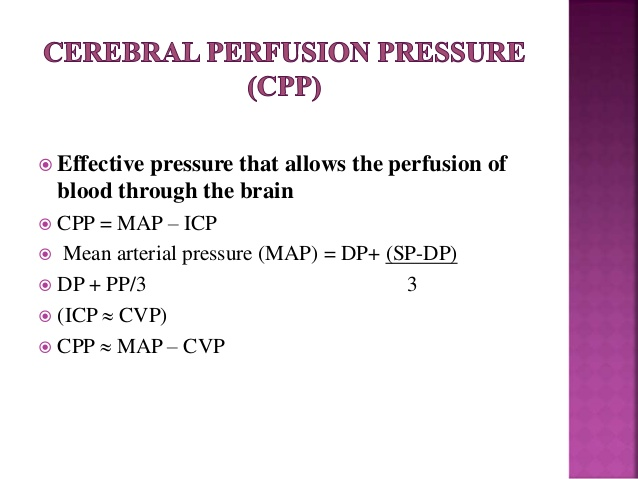 CEREBRAL PERFUSION PRESSURE
(CPP)
Effective pressure that allows the perfusion of
blood through the brain
CPP = MAP – ICP
Mean arterial pressure (MAP) = DP+ (SP-DP)
DP + PP/3 3
(ICP ≈ CVP)
CPP ≈ MAP – CVP